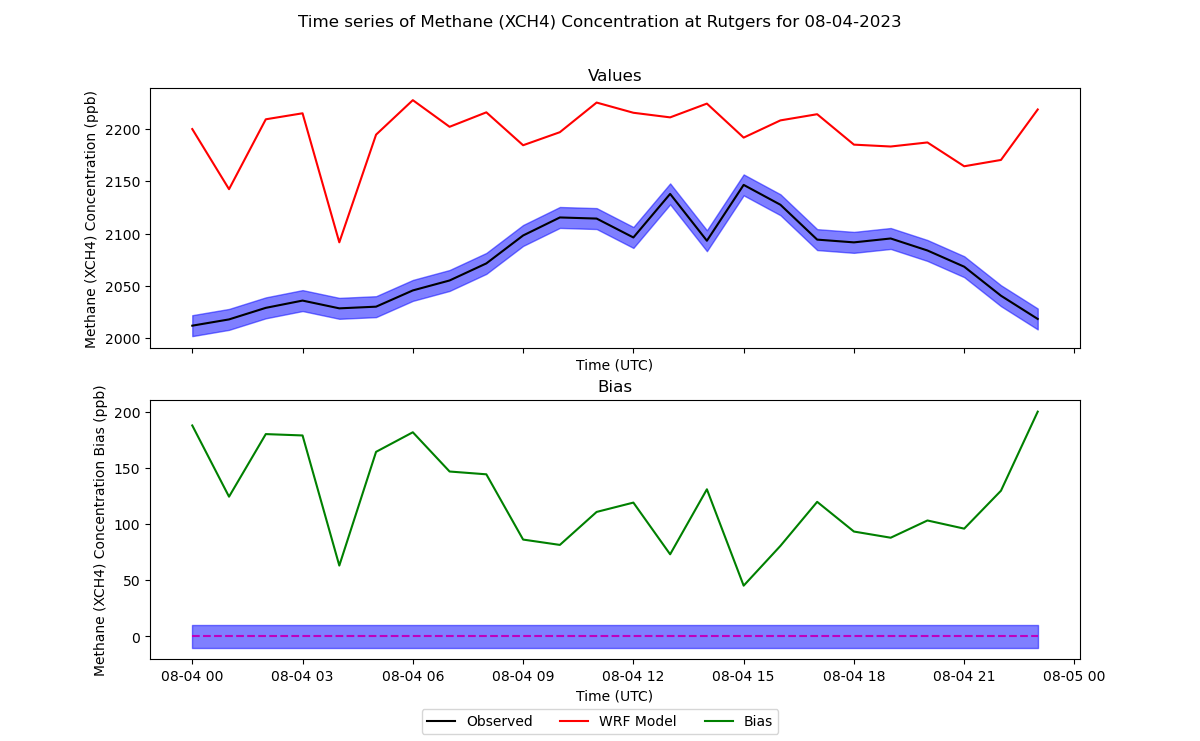 Time series of Methane (XCH4) Concentration at Rutgers for 08-04-2023
Values
Methane (XCH4) Concentration (ppb)
2200
2150
2100
2050
2000
Time (UTC)
Bias
Methane (XCH4) Concentration Bias (ppb)
200
150
100
50
0
08-04 00 08-04 03 08-04 06 08-04 09 08-04 12 08-04 15 08-04 18 08-04 21 08-05 00
Time (UTC)
Observed WRF Model Bias